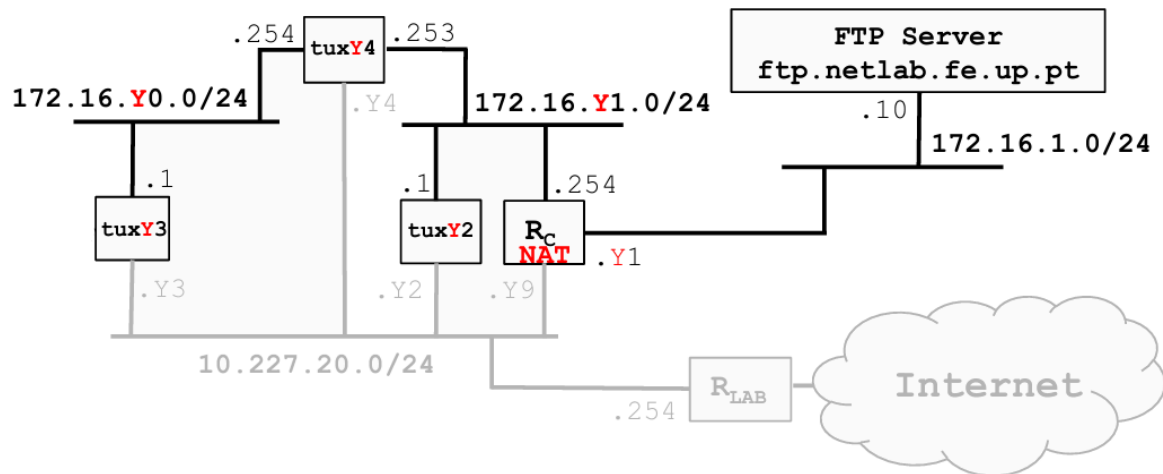 .254
tuxY4
.253
FTP Server
ftp.netlab.fe.up.pt
172.16.Y0.0/24
.Y4
172.16.Y1.0/24
.10
172.16.1.0/24
.1
.1
.254
tuxY3
tuxY2
RC
NAT
.Y1
.Y3
.Y2
.Y9
10.227.20.0/24
.254
RLAB
Internet